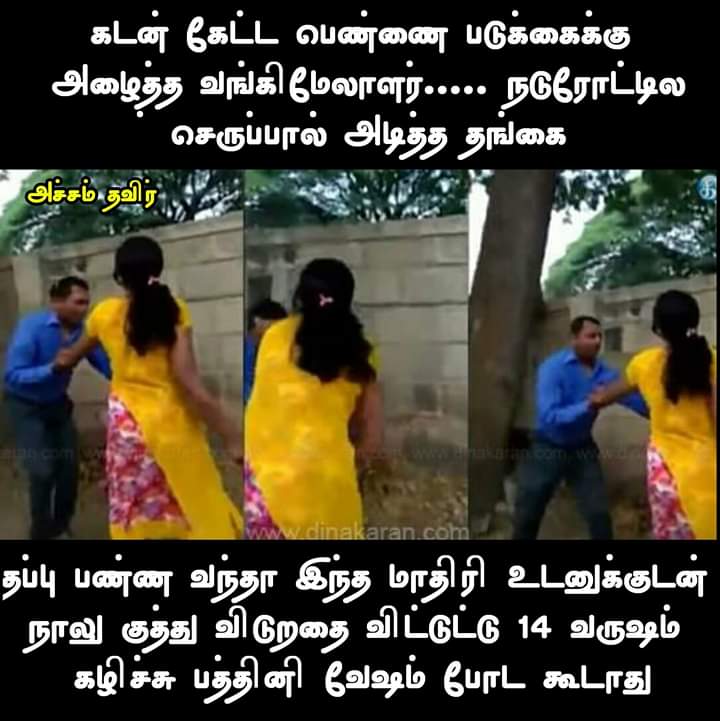 கடன் கேட்ட பெண்ணை படுக்கைக்கு
அழைத்த வங்கிமேலாளர்..... நடுரோட்டில
செருப்பால் அடித்த தங்கை
அச்சம் தவிர்
www.dinakaran.com
தப்பு பண்ண வந்தா இந்த மாதிரி உடனுக்குடன்
நாலு குத்து விடுறதை விட்டுட்டு 14 வருஷம்
கழிச்சு பத்தினி வேஷம் போட கூடாது